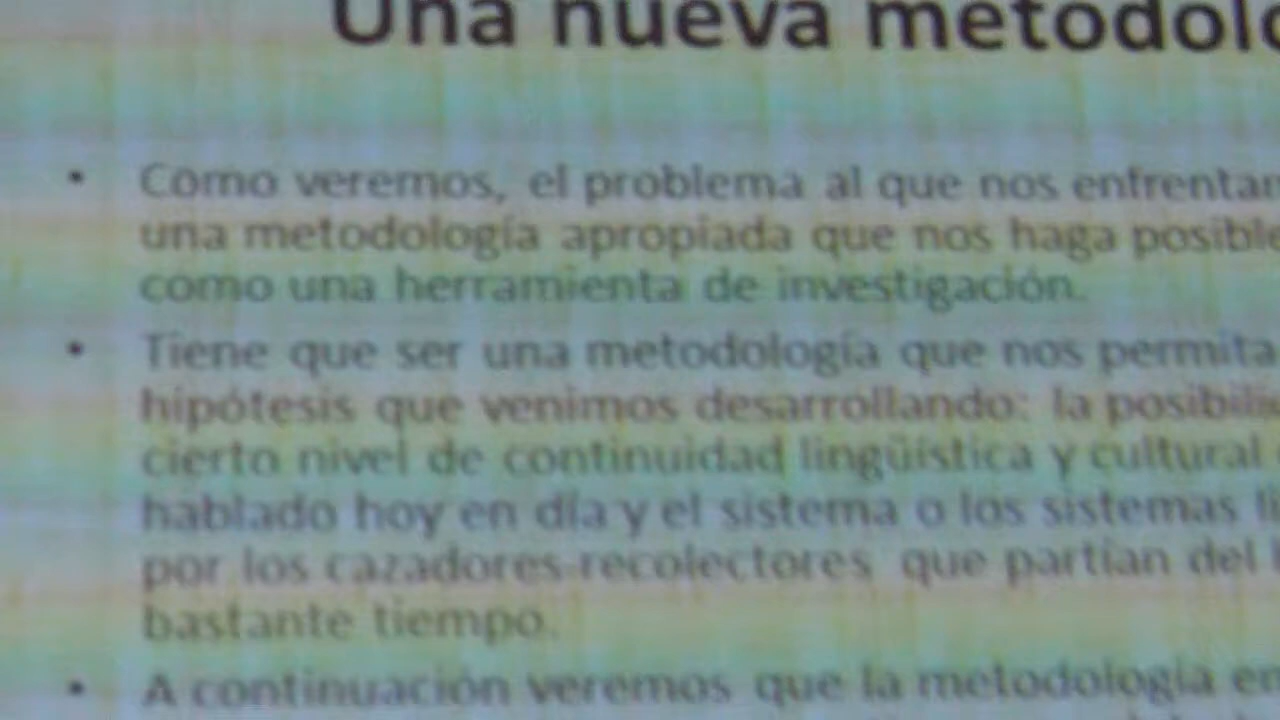 Una nueva metodolo
• Como veremos, el problema al que nos enfrentam
una metodología apropiada que nos haga posible
como una herramienta de investigación.
• Tiene que ser una metodología que nos permita
hipótesis que venimos desarrollando: la posibili
cierto nivel de continuidad lingüística y cultural
hablado hoy en día y el sistema o los sistemas li
por los cazadores-recolectores que partían del
bastante tiempo.
• A continuación veremos que la metodología en